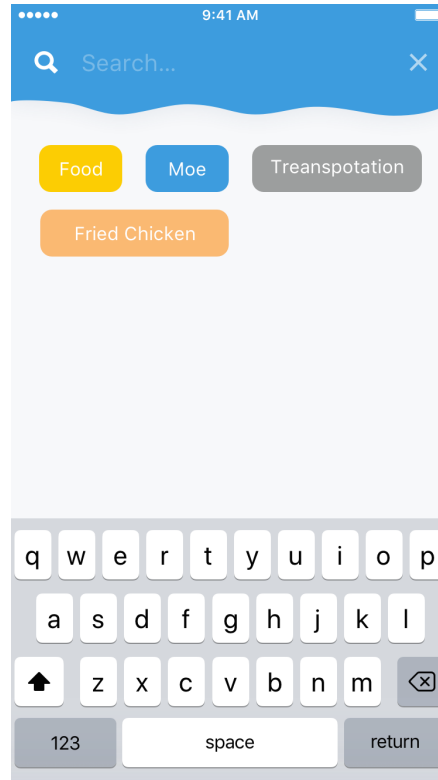 9:41 AM
Search...
Food Moe Treanspotation
Fried Chicken
q w e r t y u i o p
a s d f g h j k l
z x c v b n m
123 space return